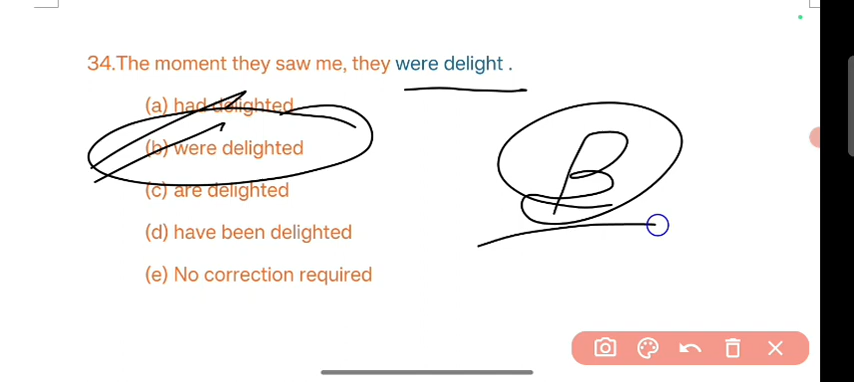 34.The moment they saw me, they were delight .
(a) had delighted
(b) were delighted
B
(c) are delighted
(d) have been delighted
(e) No correction required